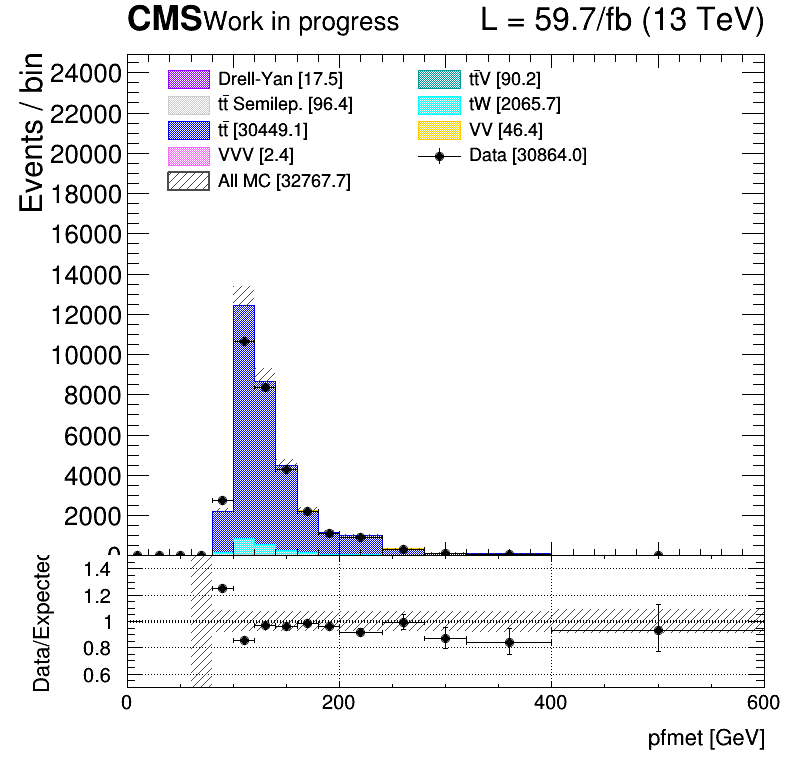 CMS Work in progress L = 59.7/fb (13 TeV)
Events / bin
24000
22000
20000
18000
16000
14000
12000
10000
8000
6000
4000
2000
0
Drell-Yan [17.5]
tt̄ Semilep. [96.4]
tt̄ [30449.1]
VVV [2.4]
All MC [32767.7]
tt̄V [90.2]
tW [2065.7]
VV [46.4]
Data [30864.0]
Data/Expected
1.4
1.2
1
0.8
0.6
0 200 400 600
pfmet [GeV]